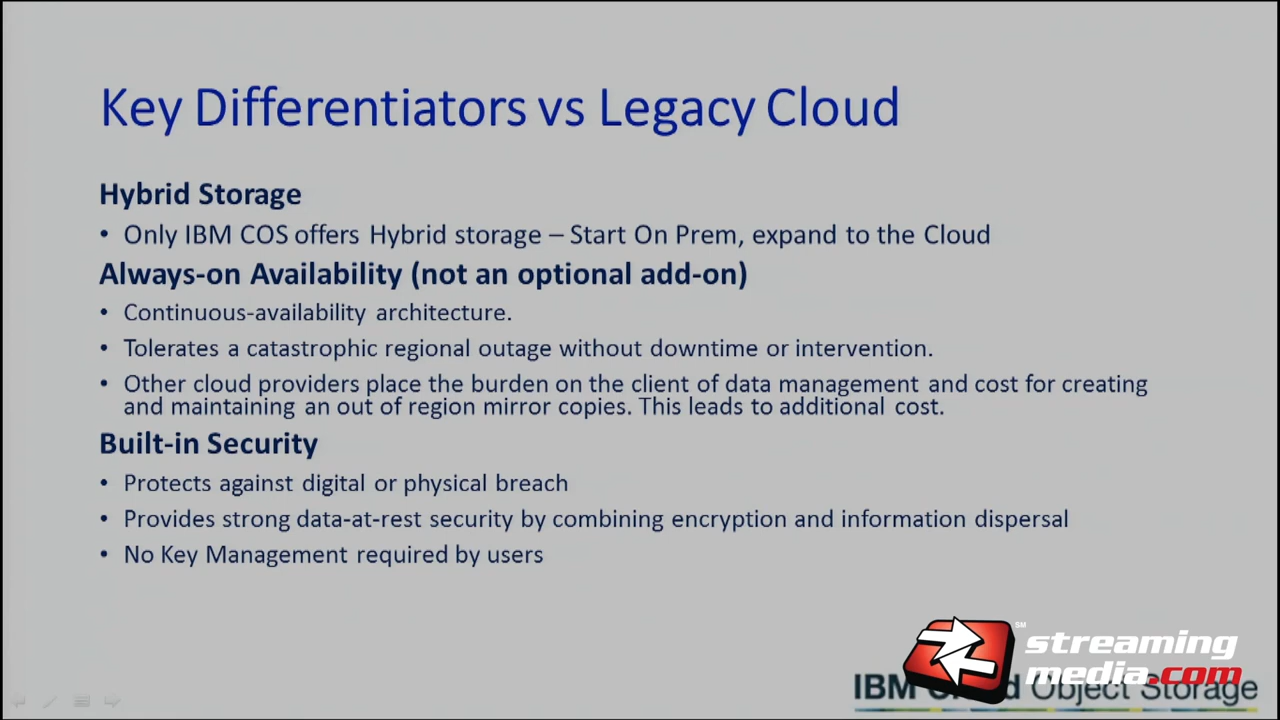 Key Differentiators vs Legacy Cloud
Hybrid Storage
• Only IBM COS offers Hybrid storage – Start On Prem, expand to the Cloud
Always-on Availability (not an optional add-on)
• Continuous-availability architecture.
• Tolerates a catastrophic regional outage without downtime or intervention.
• Other cloud providers place the burden on the client of data management and cost for creating
and maintaining an out of region mirror copies. This leads to additional cost.
Built-in Security
• Protects against digital or physical breach
• Provides strong data-at-rest security by combining encryption and information dispersal
• No Key Management required by users
SM
streaming
media.com
IBM Object Storage